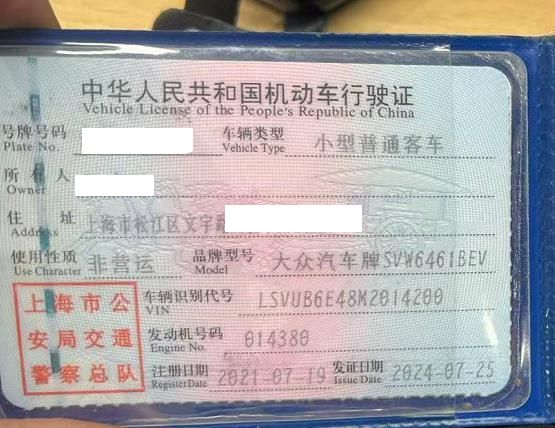 中华人民共和国机动车行驶证
Vehicle License of the People's Republic of China
号牌号码 车辆类型 小型普通客车
Plate No. Vehicle Type
所有人
Owner
住址 上海市松江区文宇路
Address
使用性质 非营运 品牌型号 大众汽车牌SVW6461BEV
Use Character Model
上海市公 车辆识别代号 LSVUB6E48M2014200
安局交通 VIN
警察总队 发动机号码 014380
Engine No.
注册日期 2021-07-19 发证日期 2024-07-25
Register Date Issue Date